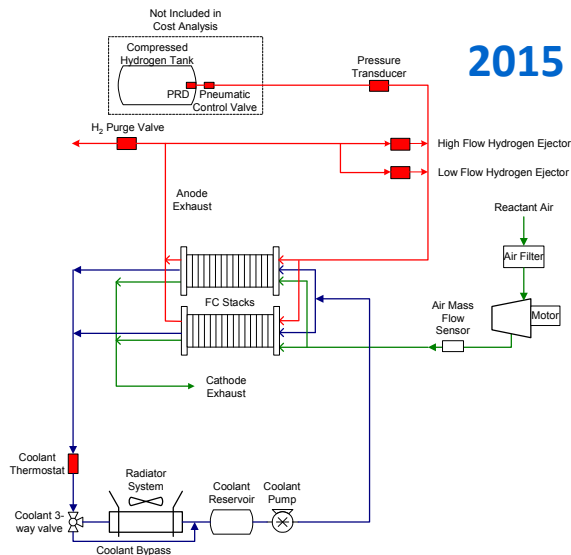 Not Included in
Cost Analysis
2015
Compressed
Hydrogen Tank
PRD
Pneumatic
Control Valve
Pressure
Transducer
H2 Purge Valve
High Flow Hydrogen Ejector
Low Flow Hydrogen Ejector
Anode
Exhaust
Reactant Air
Air Filter
FC Stacks
Air Mass
Flow
Sensor
Motor
Cathode
Exhaust
Coolant
Thermostat
Radiator
System
Coolant
Reservoir
Coolant
Pump
Coolant 3-
way valve
Coolant Bypass